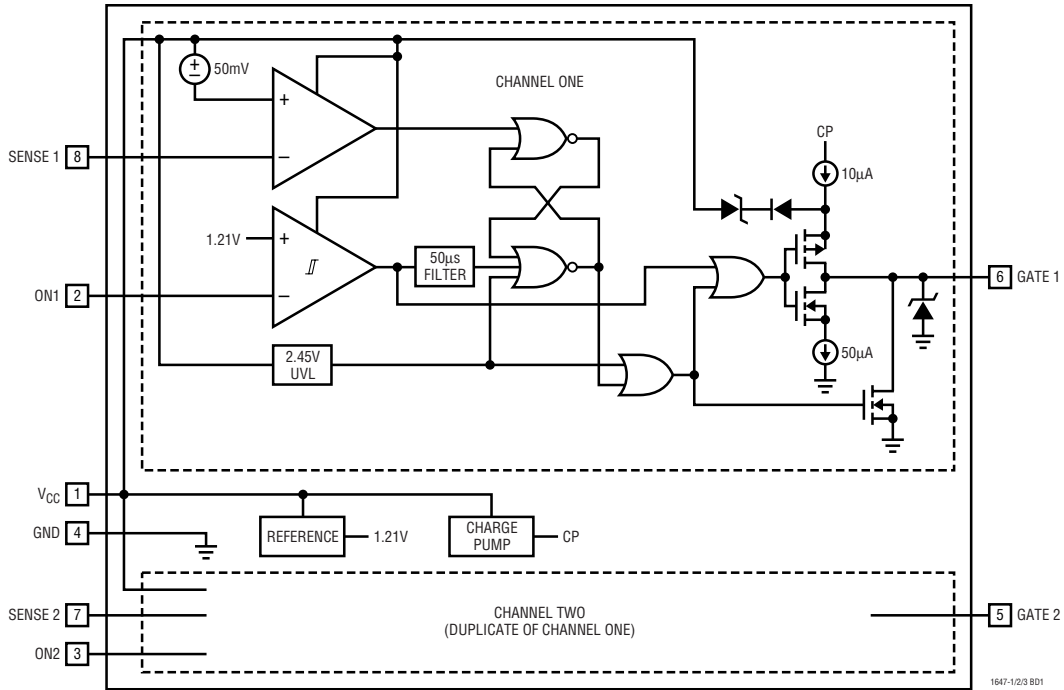 50mV
+
–
CHANNEL ONE
+
–
SENSE 1 8
CP
10µA
1.21V
+
–
50µs
FILTER
ON1 2
6 GATE 1
2.45V
UVL
50µA
VCC 1
GND 4
REFERENCE
1.21V
CHARGE
PUMP
CP
SENSE 2 7
CHANNEL TWO
(DUPLICATE OF CHANNEL ONE)
5 GATE 2
ON2 3
1647-1/2/3 BD1